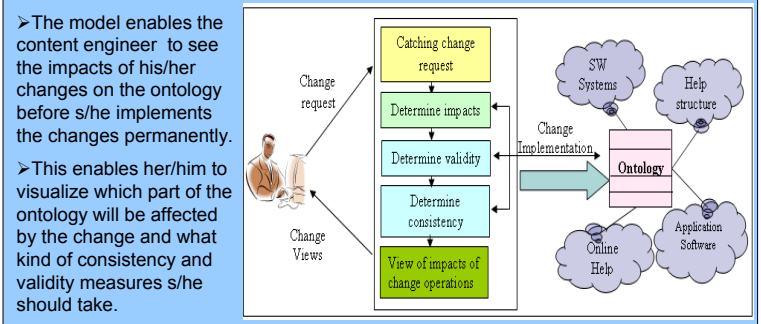 ➢The model enables the
content engineer to see
the impacts of his/her
changes on the ontology
before s/he implements
the changes permanently.
➢This enables her/him to
visualize which part of the
ontology will be affected
by the change and what
kind of consistency and
validity measures s/he
should take.
Change
request
Change
Views
Catching change
request
Determine impacts
Determine validity
Determine
consistency
View of impacts of
change operations
Change
Implementation
SW
Systems
Help
structure
Ontology
Online
Help
Application
Software